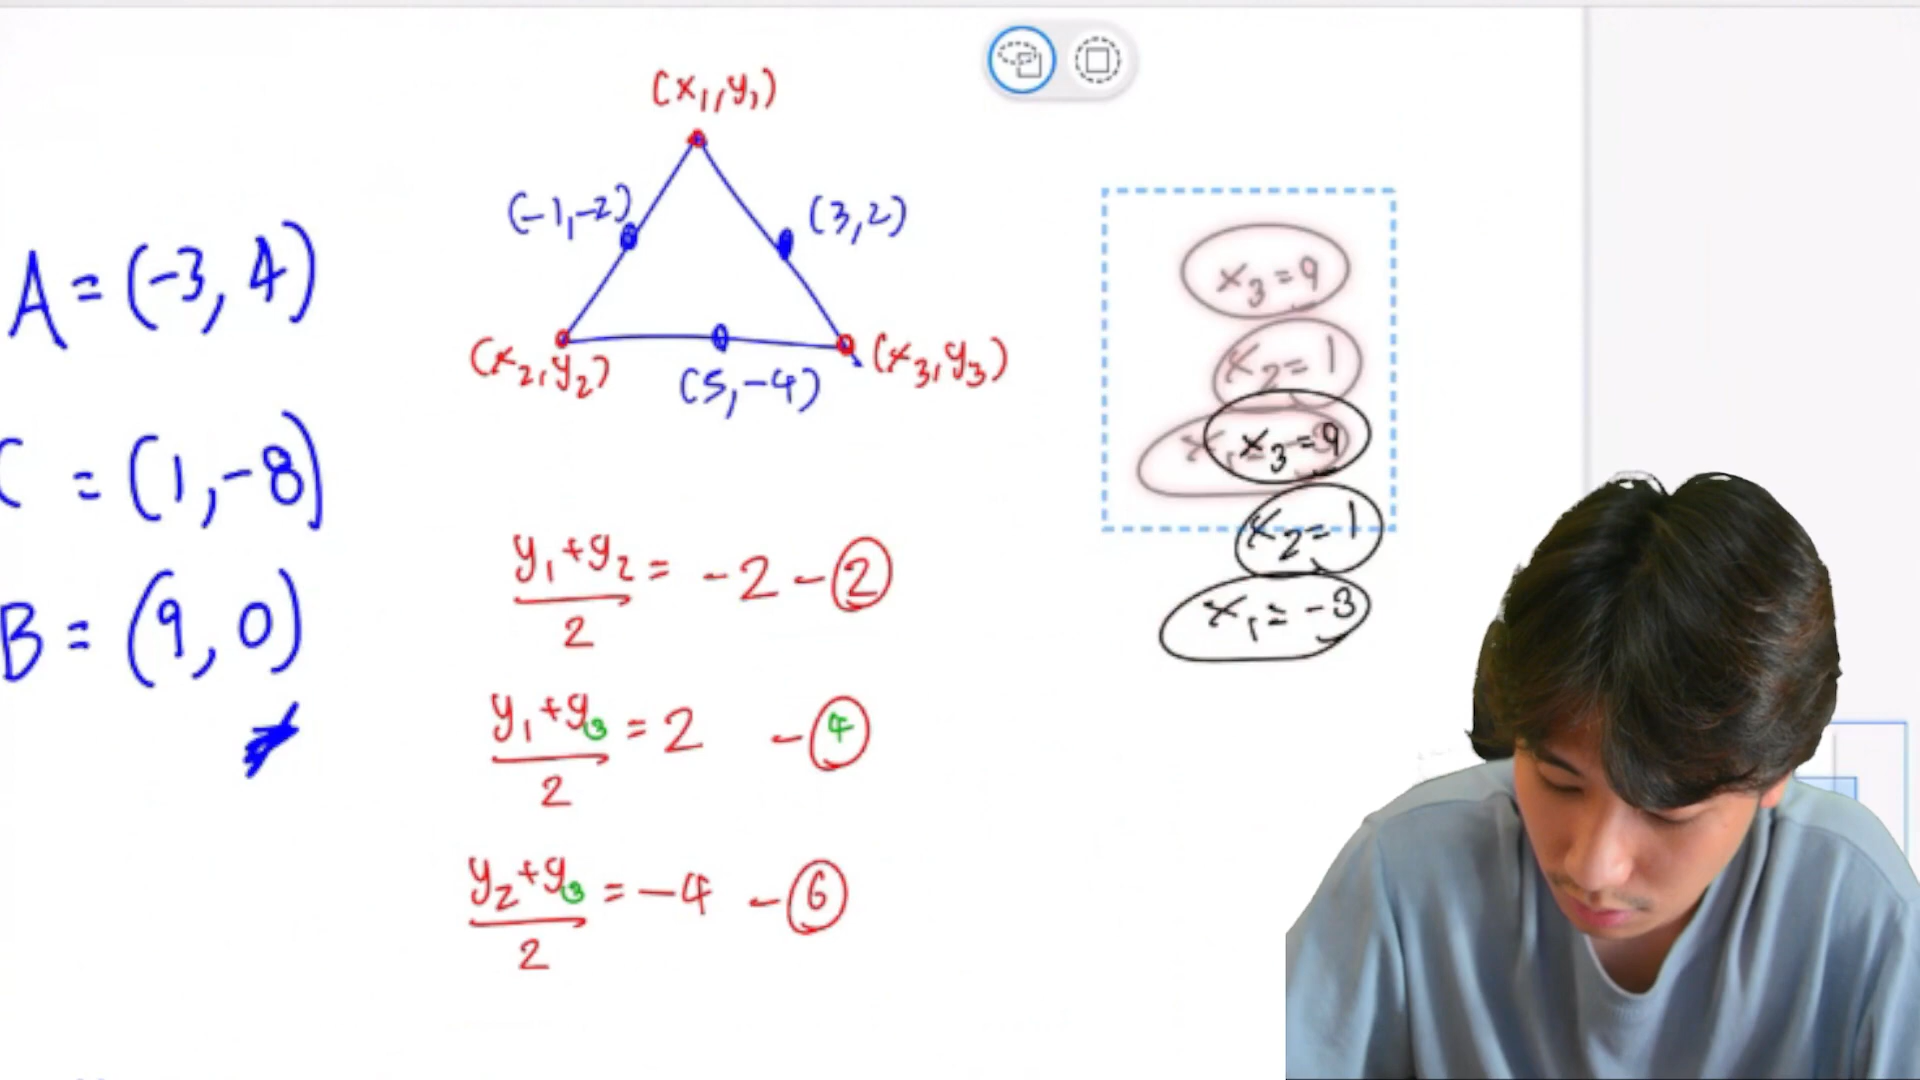 A = (-3, 4)
C = (1, -8)
B = (9, 0)
(x₁, y₁)
(-1, -2)
(3, 2)
(x₂, y₂)
(5, -4)
(x₃, y₃)
y₁ + y₂ / 2 = -2 - ②
y₁ + y₃ / 2 = 2 - ④
y₂ + y₃ / 2 = -4 - ⑥
x₃ = 9
x₂ = 1
x₃ = 9
x₂ = 1
x₁ = -3